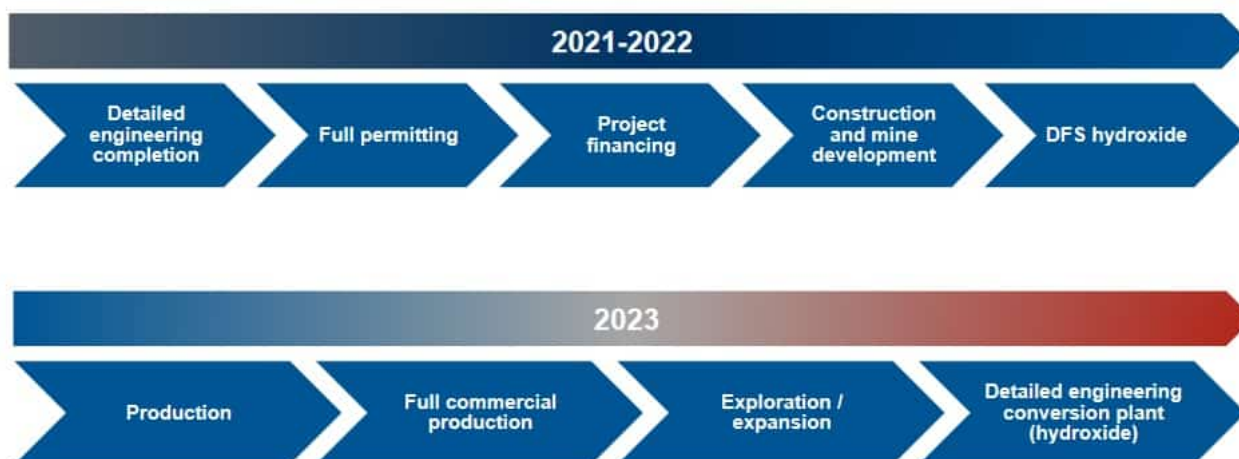 2021-2022
Detailed
engineering
completion
Full permitting
Project
financing
Construction
and mine
development
DFS hydroxide
2023
Production
Full commercial
production
Exploration /
expansion
Detailed engineering
conversion plant
(hydroxide)